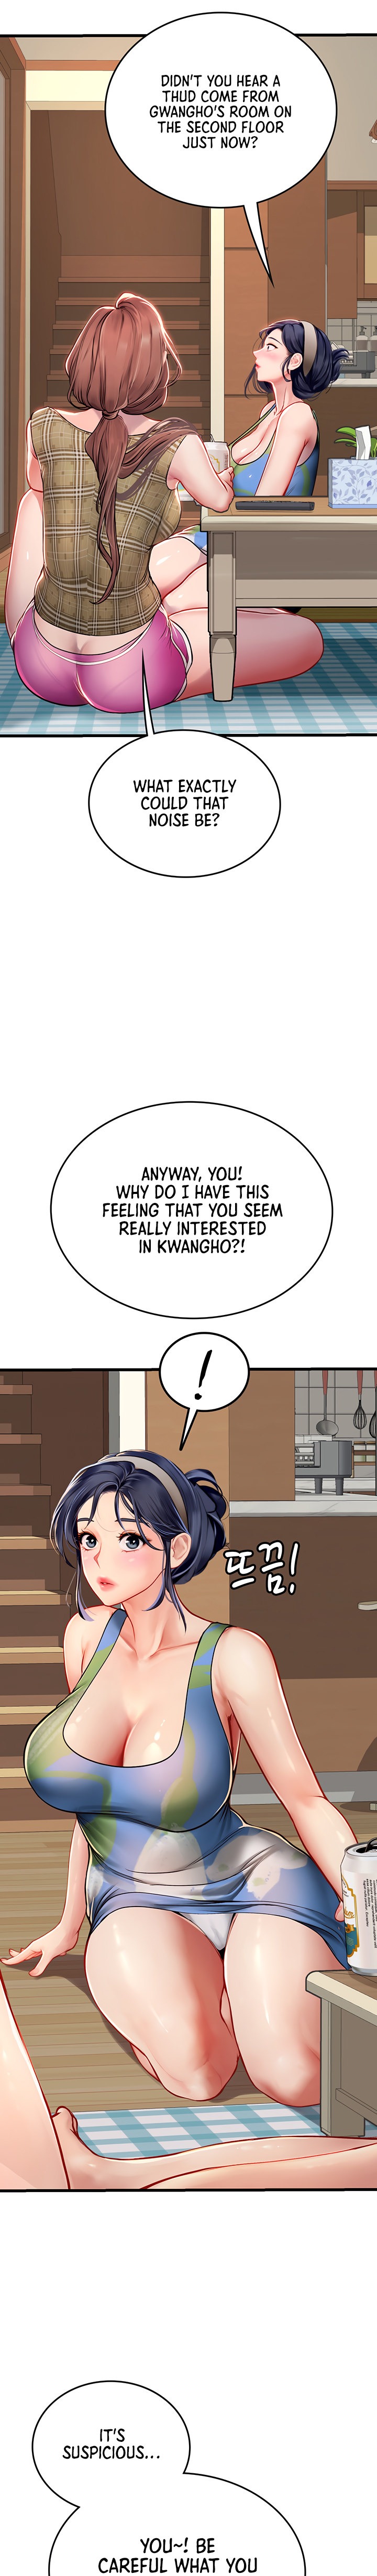 DIDN'T YOU HEAR A
THUD COME FROM
GWANGHO'S ROOM ON
THE SECOND FLOOR
JUST NOW?
WHAT EXACTLY
COULD THAT
NOISE BE?
ANYWAY, YOU!
WHY DO I HAVE THIS
FEELING THAT YOU SEEM
REALLY INTERESTED
IN KWANGHO?!
!
뜨끔!
IT'S
SUSPICIOUS...
YOU~! BE
CAREFUL WHAT YOU